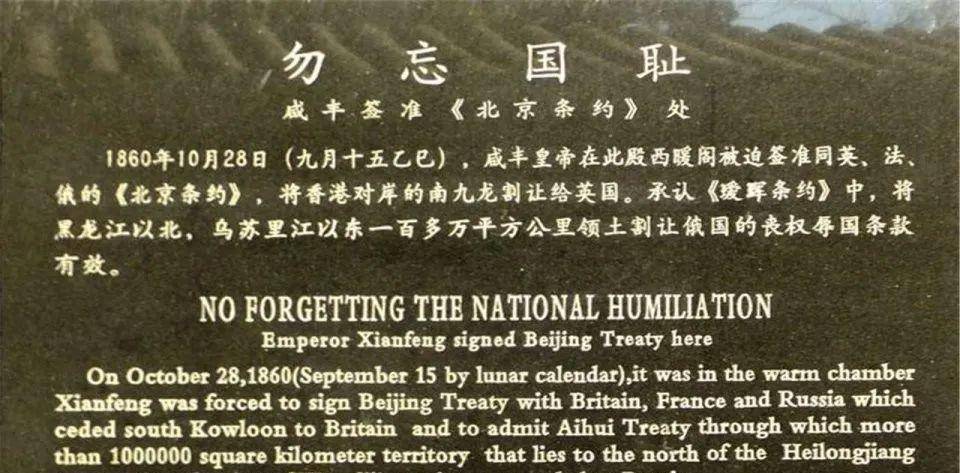 勿忘国耻
咸丰签准《北京条约》处
1860年10月28日（九月十五乙巳），咸丰皇帝在此殿西暖阁被迫签准同英、法、
俄的《北京条约》，将香港对岸的南九龙割让给英国。承认《瑷珲条约》中，将
黑龙江以北，乌苏里江以东一百多万平方公里领土割让俄国的丧权辱国条款
有效。
NO FORGETTING THE NATIONAL HUMILIATION
Emperor Xianfeng signed Beijing Treaty here
On October 28,1860(September 15 by lunar calendar),it was in the warm chamber
Xianfeng was forced to sign Beijing Treaty with Britain, France and Russia which
ceded south Kowloon to Britain and to admit Aihui Treaty through which more
than 1000000 square kilometer territory that lies to the north of the Heilongjiang